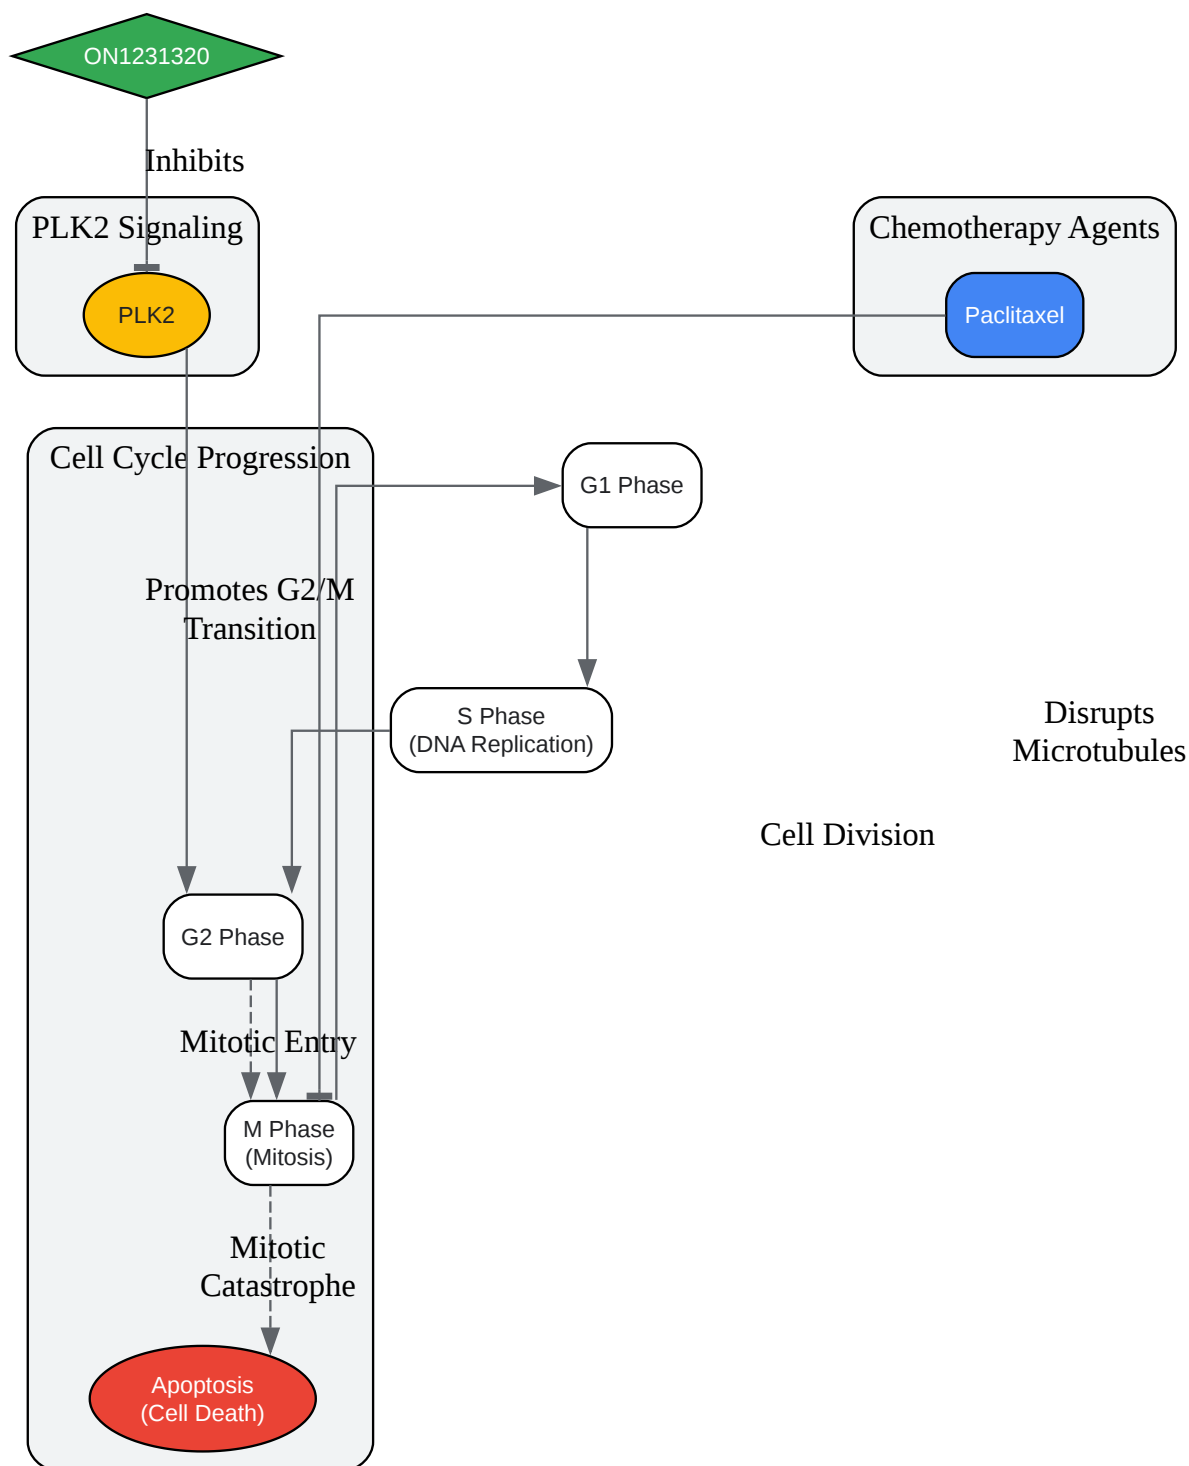 ON1231320
Inhibits
PLK2 Signaling
Chemotherapy Agents
PLK2
Paclitaxel
Cell Cycle Progression
G1 Phase
Promotes G2/M
Transition
S Phase
(DNA Replication)
Disrupts
Microtubules
Cell Division
G2 Phase
Mitotic Entry
M Phase
(Mitosis)
Mitotic
Catastrophe
Apoptosis
(Cell Death)